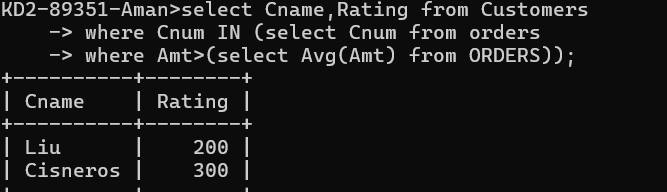 KD2-89351-Aman>select Cname,Rating from Customers
    -> where Cnum IN (select Cnum from orders
    -> where Amt>(select Avg(Amt) from ORDERS));
+----------+--------+
| Cname    | Rating |
+----------+--------+
| Liu      |    200 |
| Cisneros |    300 |